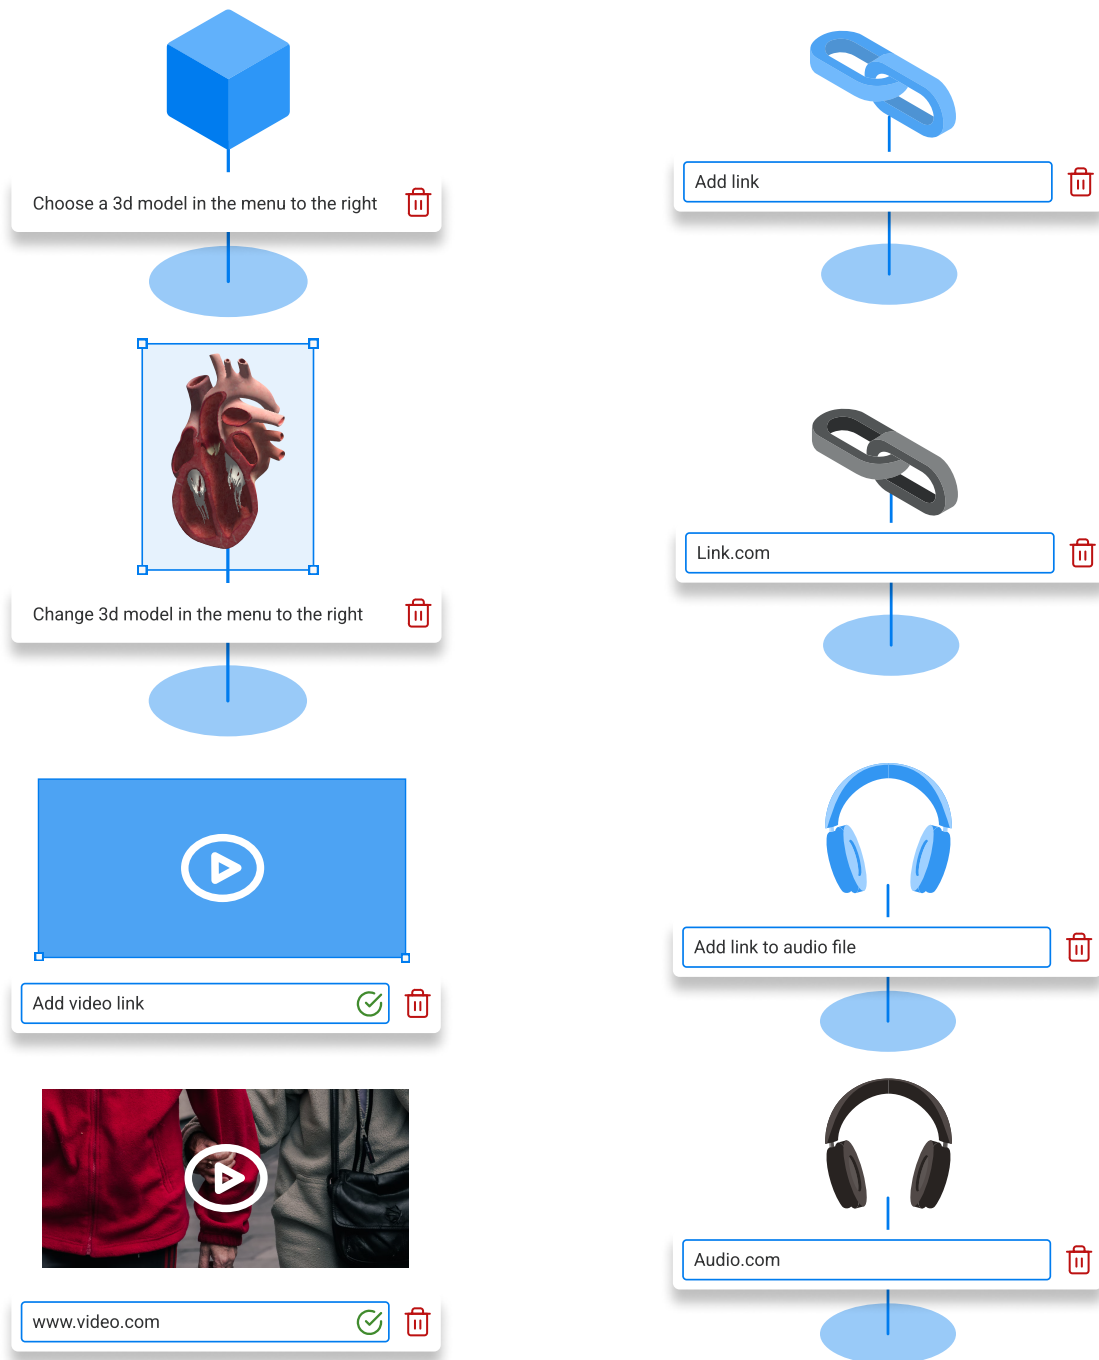 Choose a 3d model in the menu to the right
Add link
Change 3d model in the menu to the right
Link.com
Add video link
Add link to audio file
www.video.com
Audio.com